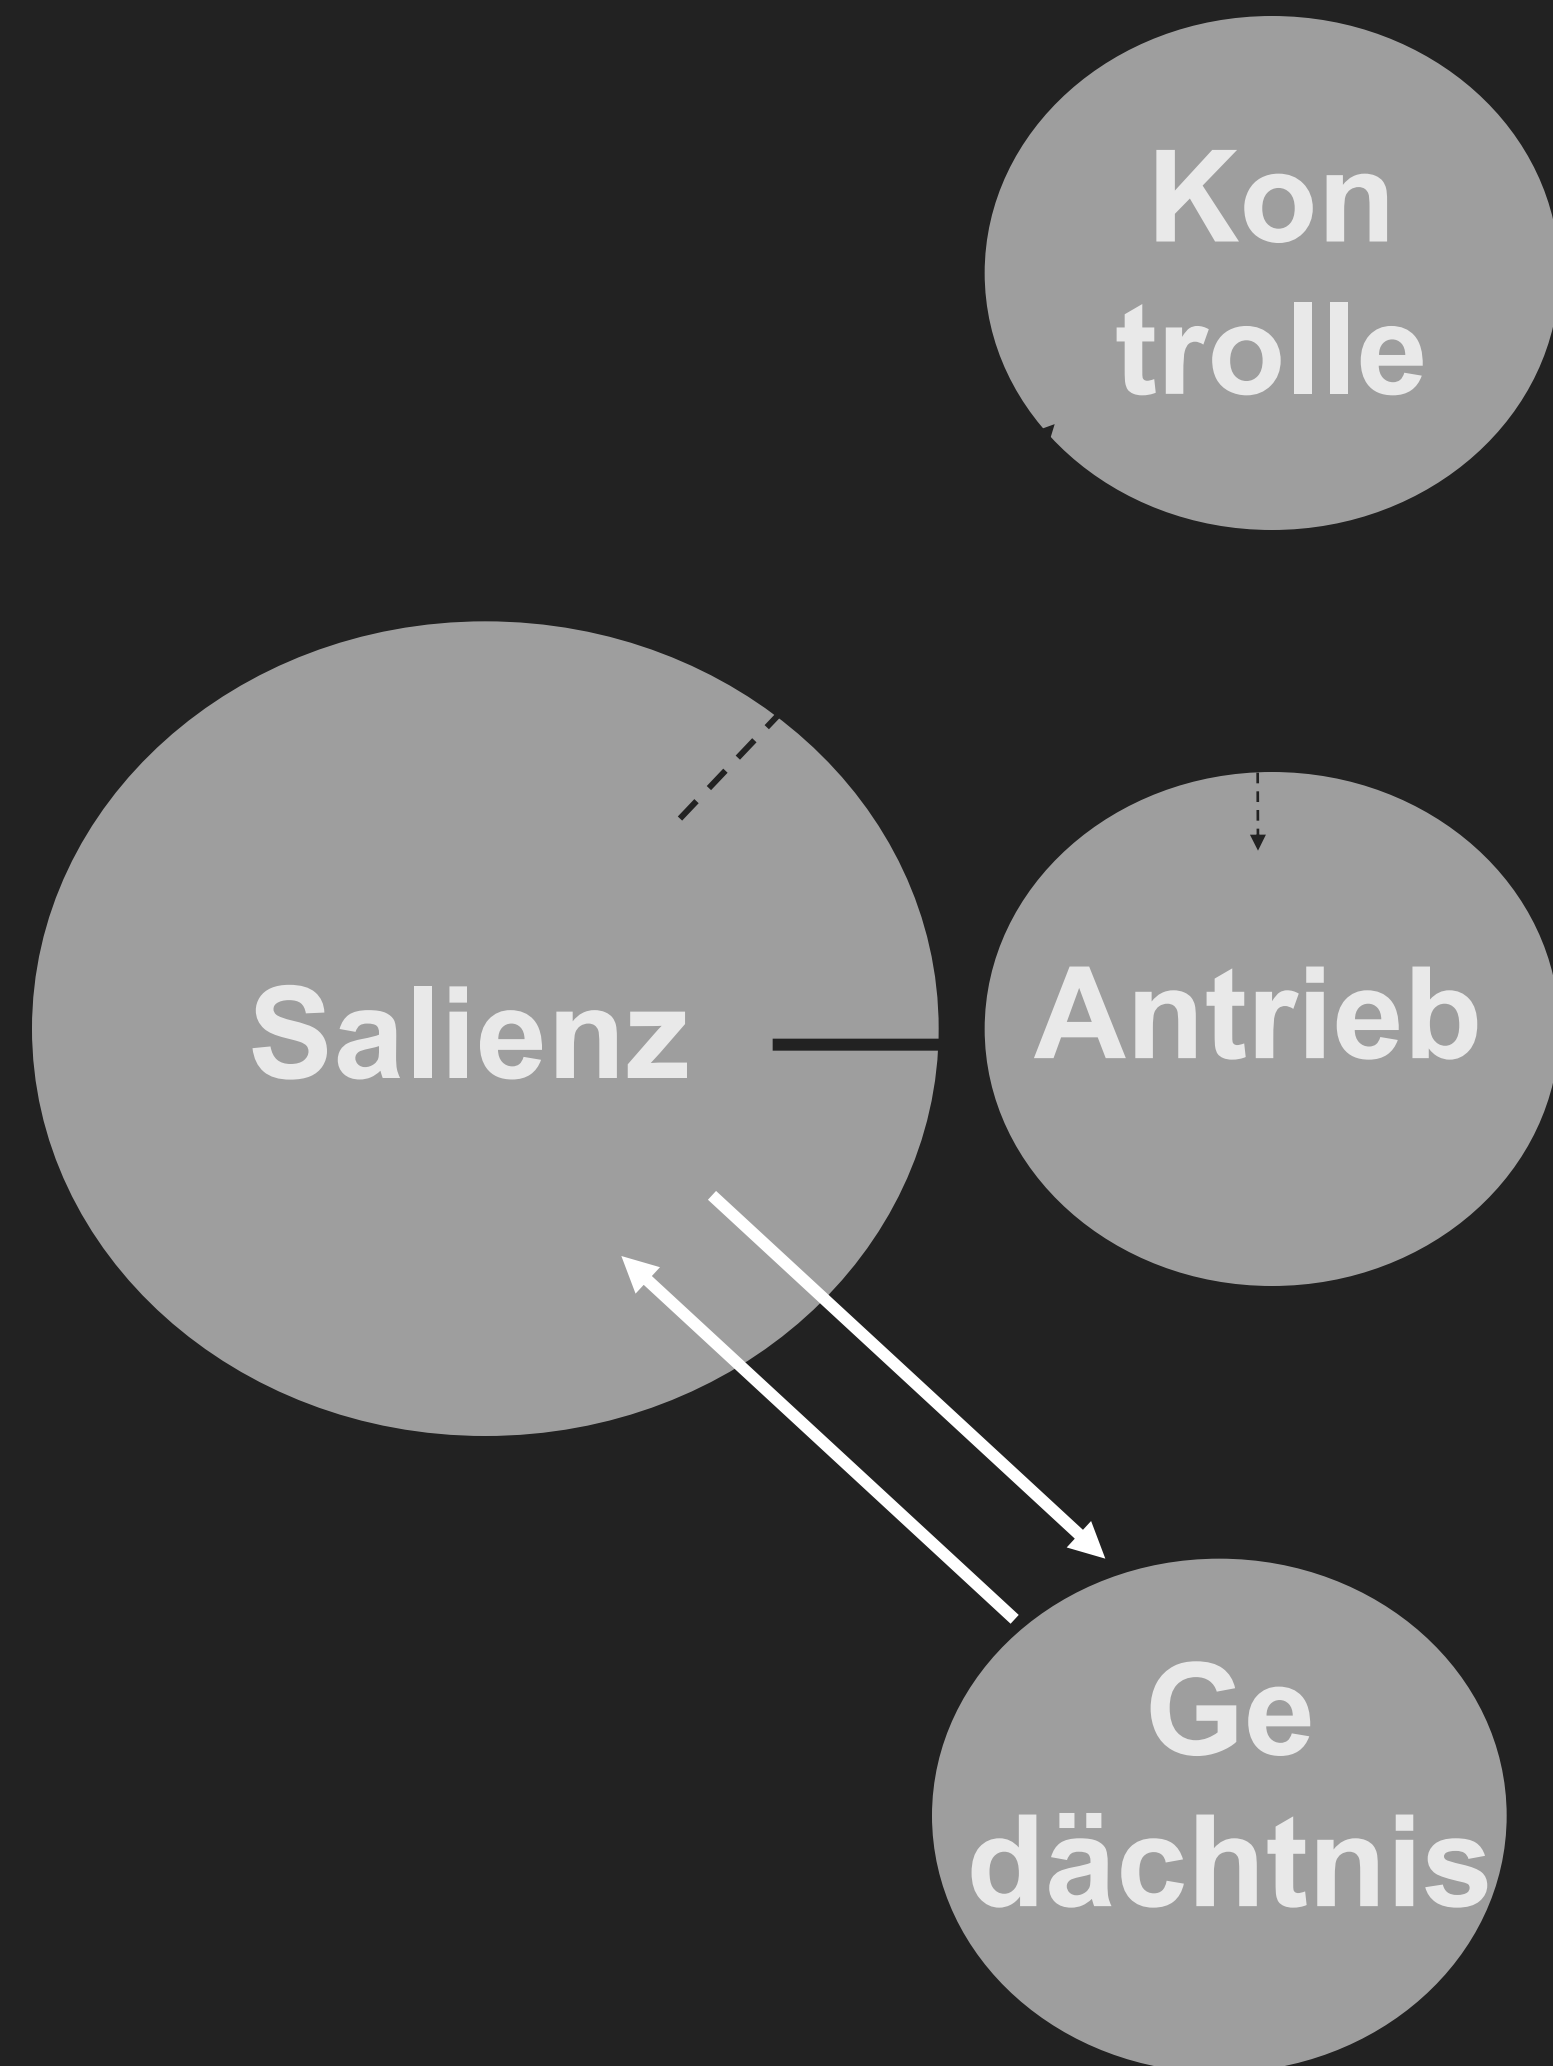 Kon
trolle
Salienz
Antrieb
Ge
dächtnis